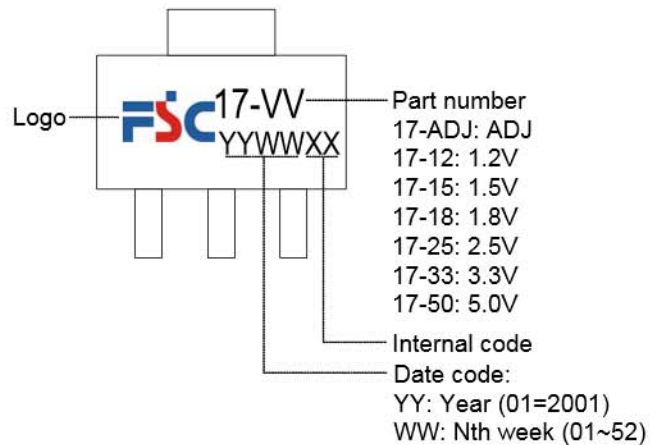 Logo
FSC
17-VV
YYWWXX
Part number
17-ADJ: ADJ
17-12: 1.2V
17-15: 1.5V
17-18: 1.8V
17-25: 2.5V
17-33: 3.3V
17-50: 5.0V
Internal code
Date code:
YY: Year (01=2001)
WW: Nth week (01~52)